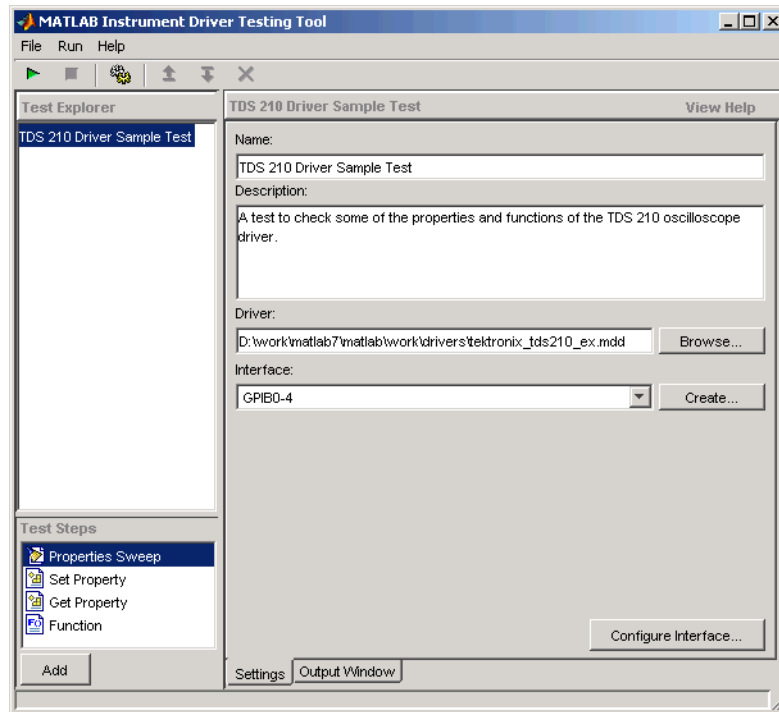 MATLAB Instrument Driver Testing Tool
File Run Help
Test Explorer
TDS 210 Driver Sample Test
TDS 210 Driver Sample Test
View Help
Name:
TDS 210 Driver Sample Test
Description:
A test to check some of the properties and functions of the TDS 210 oscilloscope
driver.
Driver:
D:\work\matlab7\matlab\work\drivers\tektronix_tds210_ex.mdd
Browse...
Interface:
GPIB0-4
Create...
Test Steps
Properties Sweep
Set Property
Get Property
Function
Add
Configure Interface...
Settings
Output Window